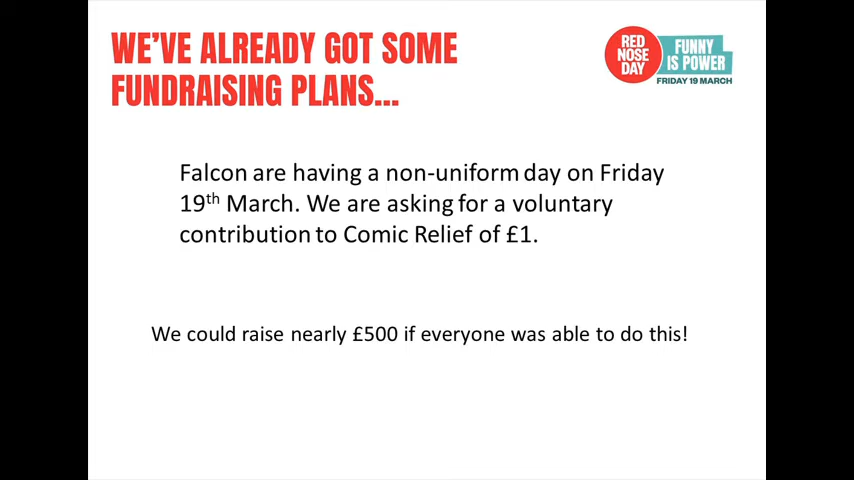 WE'VE ALREADY GOT SOME
FUNDRAISING PLANS...
RED
NOSE
DAY
FUNNY
IS POWER
FRIDAY 19 MARCH
Falcon are having a non-uniform day on Friday
19th March. We are asking for a voluntary
contribution to Comic Relief of £1.
We could raise nearly £500 if everyone was able to do this!